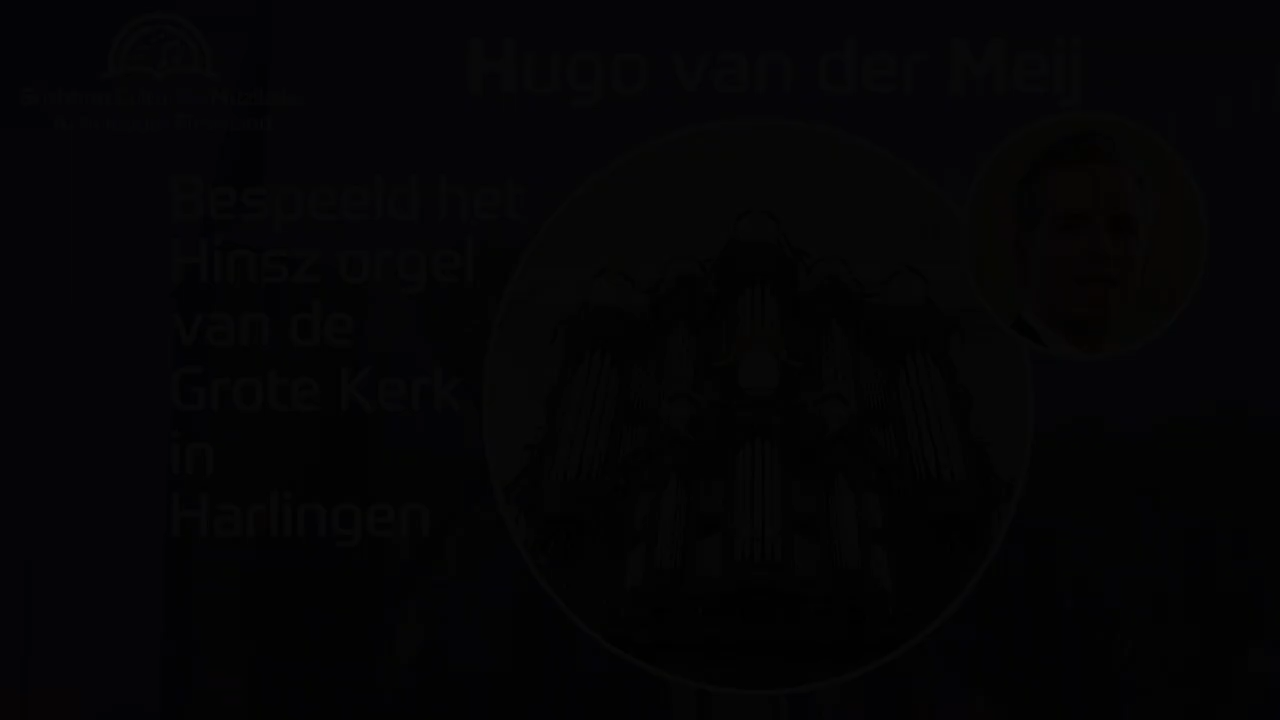 Hugo van der Meij
Bespeeld het
Hinsz orgel
van de
Grote Kerk
in
Harlingen